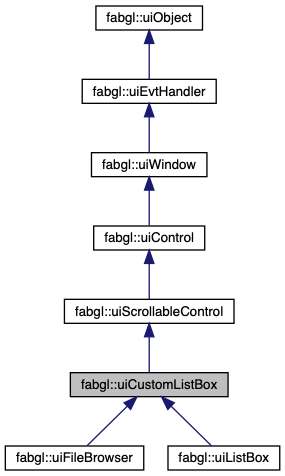 fabgl::uiObject
fabgl::uiEvtHandler
fabgl::uiWindow
fabgl::uiControl
fabgl::uiScrollableControl
fabgl::uiCustomListBox
fabgl::uiFileBrowser
fabgl::uiListBox